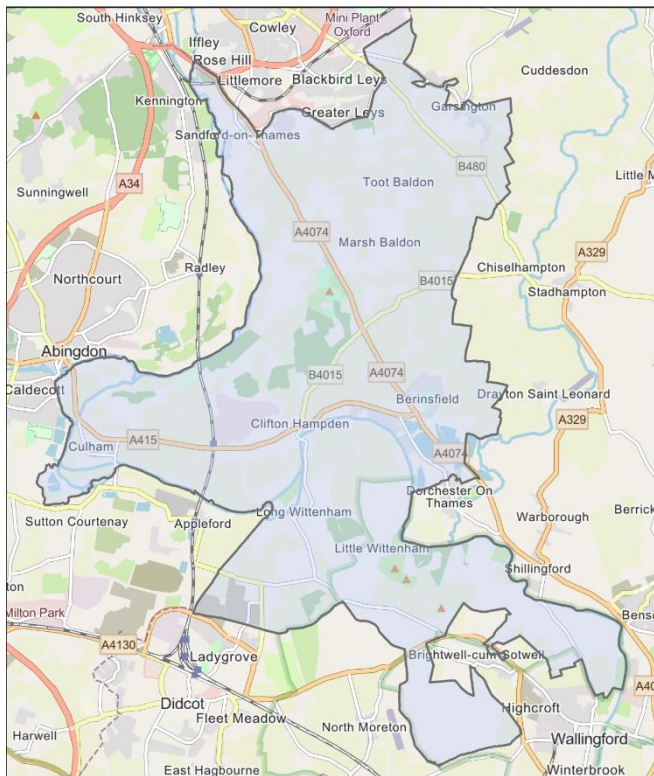 South Hinksey
Cowley
Mini Plant
Oxford
Iffley
Rose Hill
Littlemore
Blackbird Leys
Cuddesdon
Kennington
Greater Leys
Garsington
Sandford-on-Thames
B480
Little M
A34
Toot Baldon
Sunningwell
A4074
Marsh Baldon
A329
Radley
Chiselhampton
Northcourt
B4015
Stadhampton
Abingdon
B4015
A4074
Caldecott
Berinsfield
Drayton Saint Leonard
Clifton Hampden
A329
A415
Culham
A4074
Dorchester On
Thames
Long Wittenham
Sutton Courtenay
Appleford
Warborough
Berrick
Little Wittenham
Shillingford
ton
Milton Park
Bens
A4130
Ladygrove
Brightwell-cum-Sotwell
A40
Didcot
Highcroft
Fleet Meadow
North Moreton
Harwell
Wallingford
East Hagbourne
Winterbrook